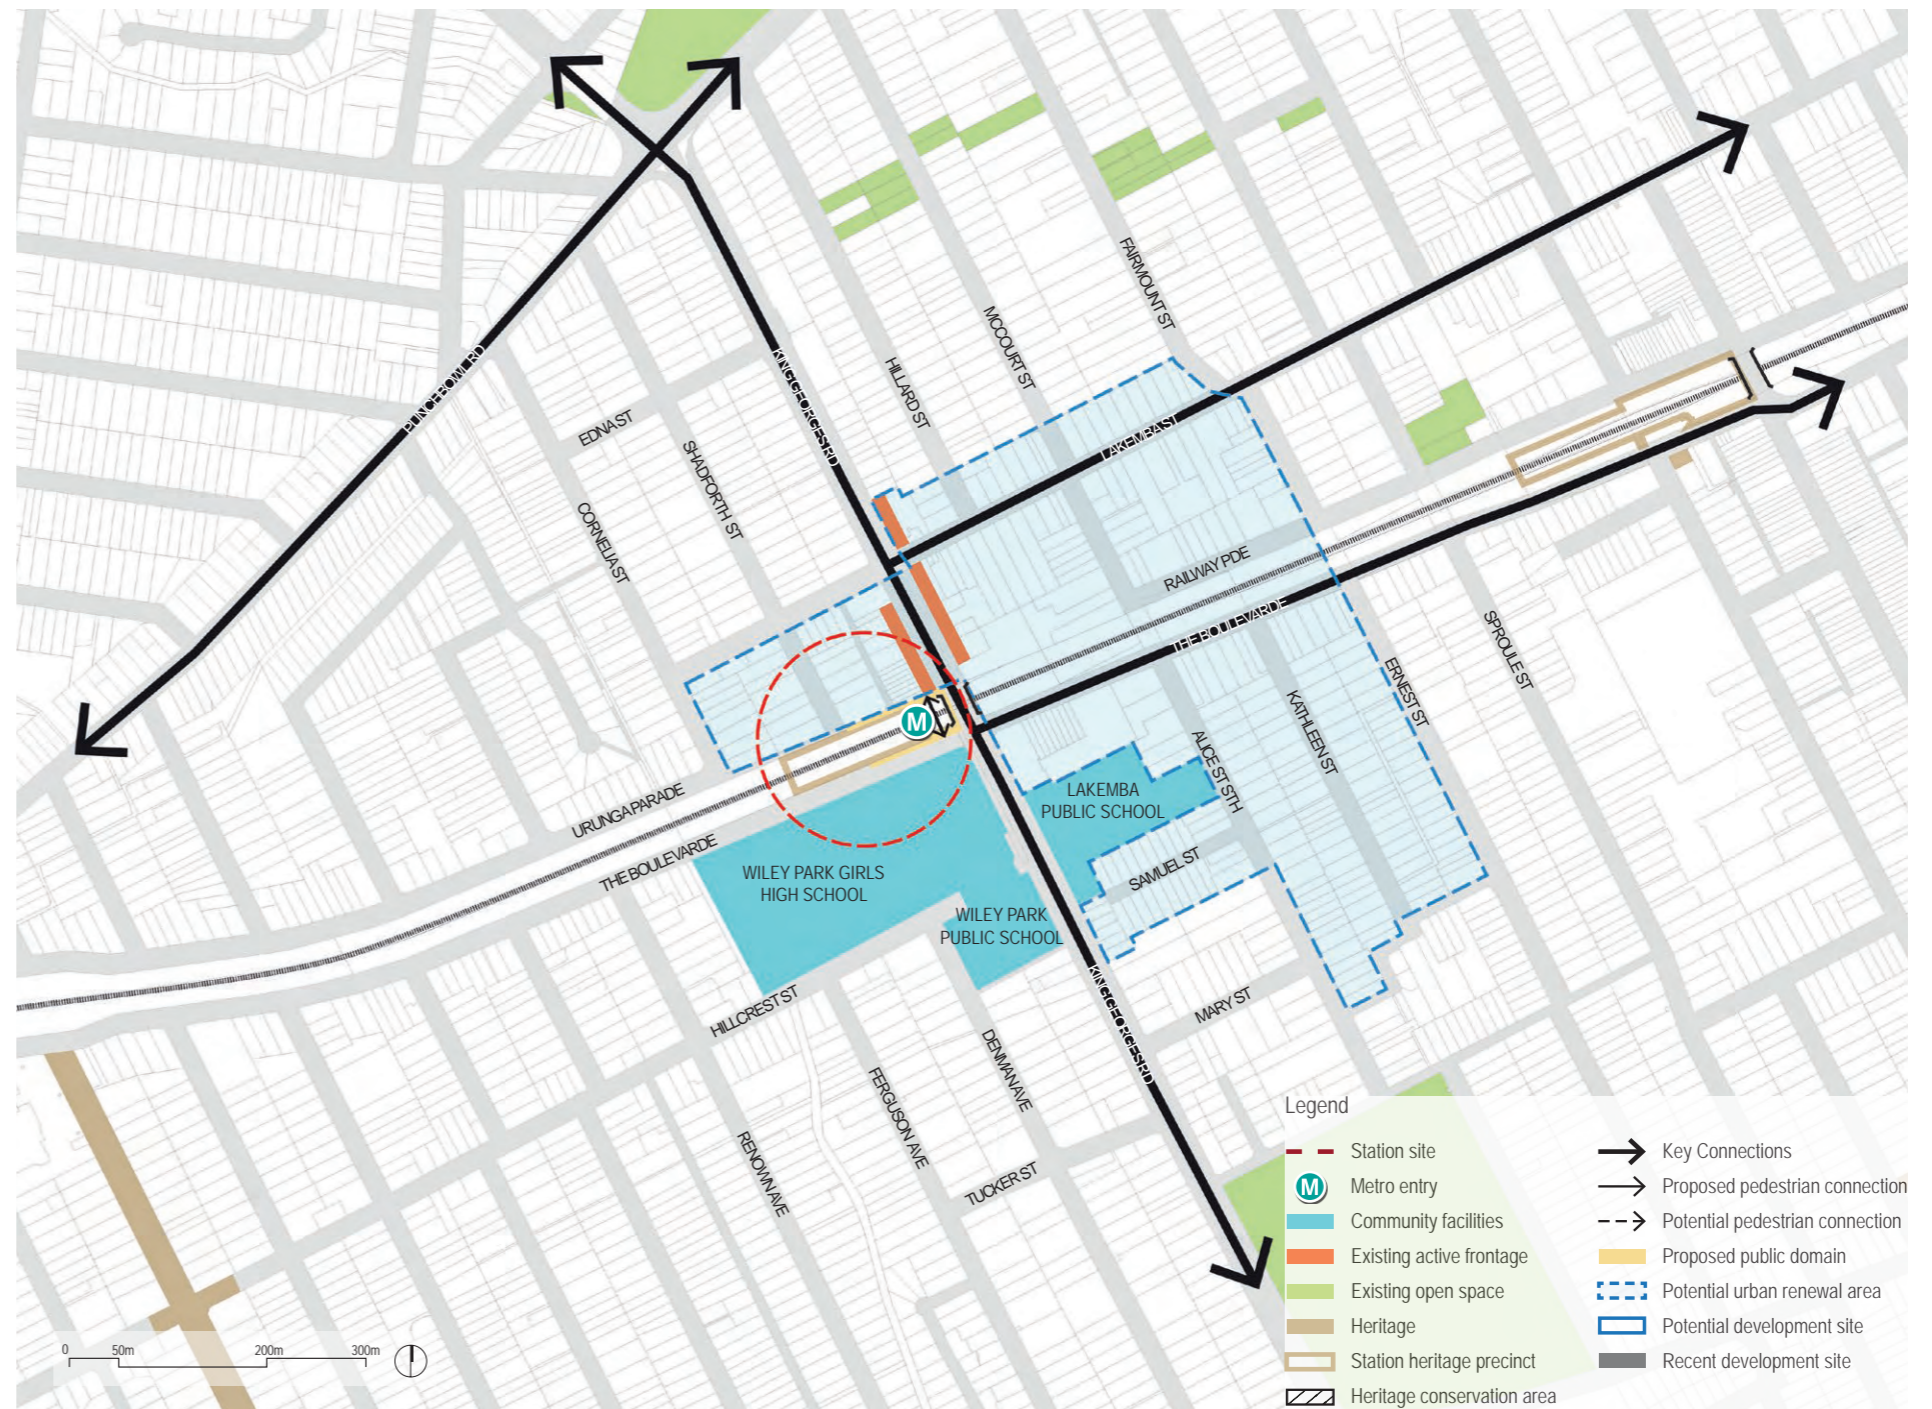 FAIRMOUNT ST
MCCOURT ST
HILLARD ST
KING GEORGES RD
PUNCHBOWL RD
EDNA ST
SHADFORTH ST
CORNELIA ST
LAKEMBA ST
RAILWAY PDE
THE BOULEVARDE
SPROULE ST
ERNEST ST
KATHLEEN ST
ALICE ST STH
M
LAKEMBA
PUBLIC SCHOOL
URUNGA PARADE
THE BOULEVARDE
WILEY PARK GIRLS
HIGH SCHOOL
SAMUEL ST
WILEY PARK
PUBLIC SCHOOL
HILLCREST ST
MARY ST
KING GEORGES RD
DENMAN AVE
FERGUSON AVE
RENOWN AVE
TUCKER ST
Legend
Station site
M Metro entry
Community facilities
Existing active frontage
Existing open space
Heritage
Station heritage precinct
Heritage conservation area
Key Connections
Proposed pedestrian connection
Potential pedestrian connection
Proposed public domain
Potential urban renewal area
Potential development site
Recent development site
0 50m 200m 300m